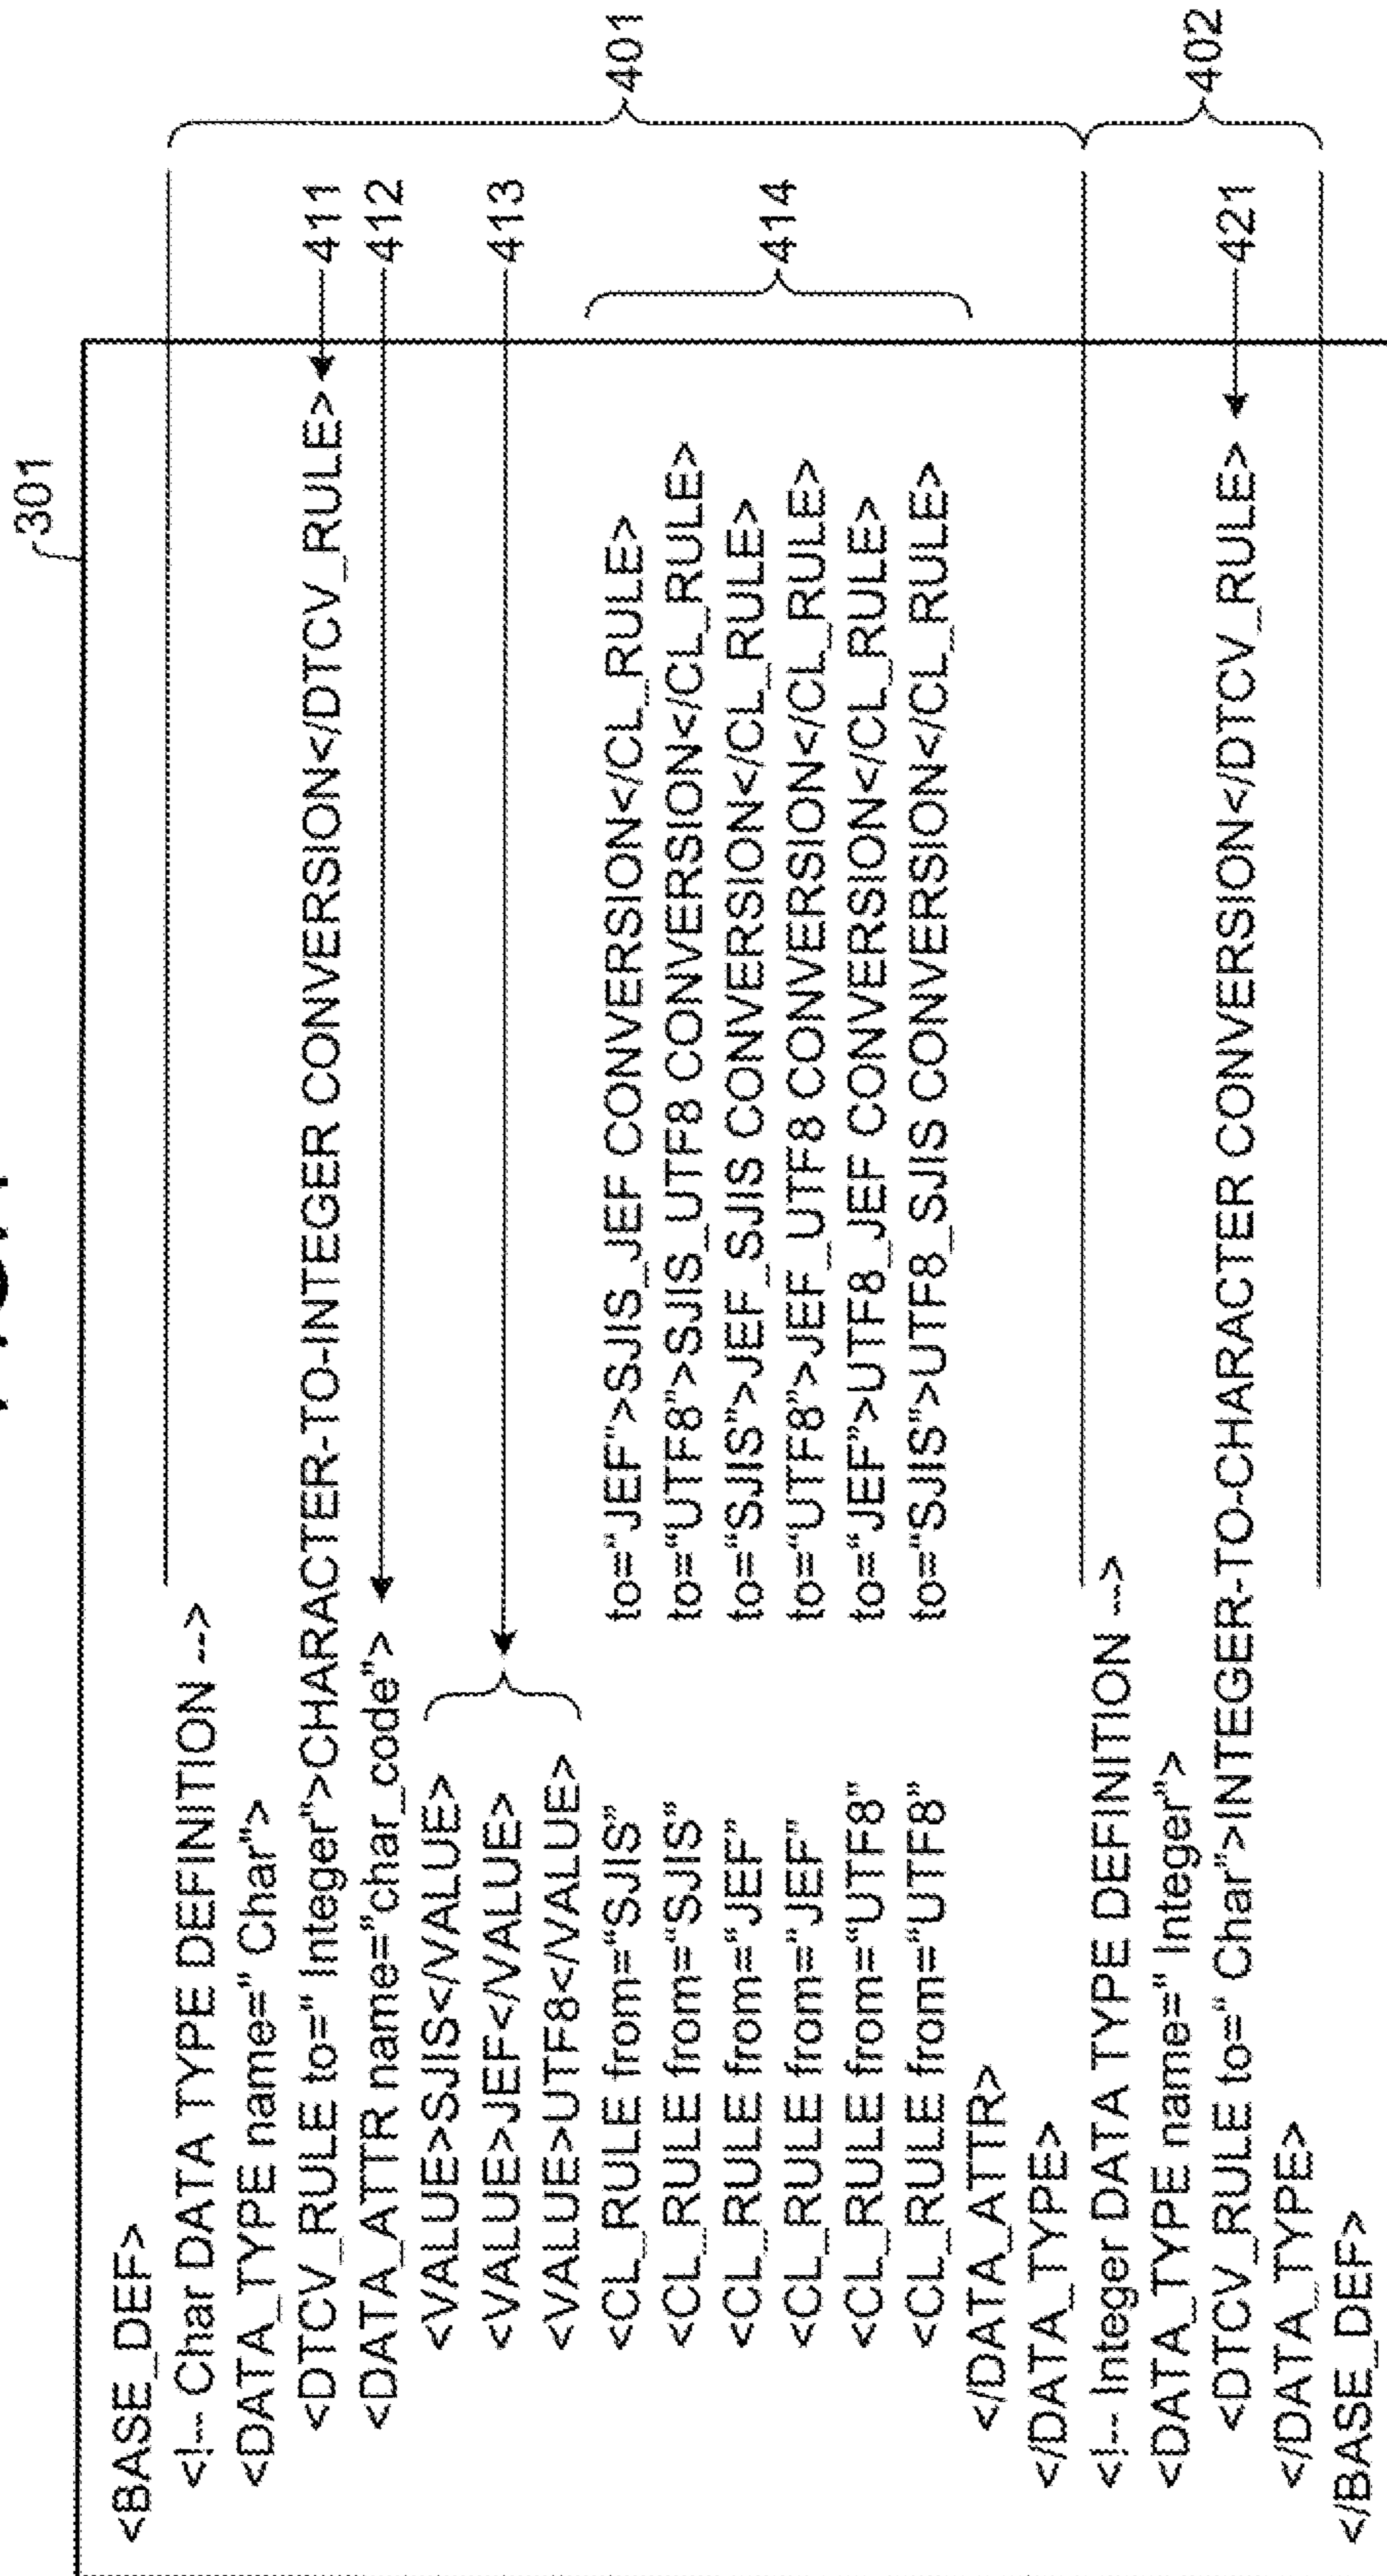 301
<BASE_DEF>
<!-- Char DATA TYPE DEFINITION -->
<DATA_TYPE name=“ Char”>
<DTCV_RULE to=“ Integer”>CHARACTER-TO-INTEGER CONVERSION</DTCV_RULE> 411
<DATA_ATTR name=“char_code”> 412
<VALUE>SJIS</VALUE>
<VALUE>JEF</VALUE> 413
<VALUE>UTF8</VALUE>
<CL_RULE from=“SJIS” to=“JEF”>SJIS_JEF CONVERSION</CL_RULE>
<CL_RULE from=“SJIS” to=“UTF8”>SJIS_UTF8 CONVERSION</CL_RULE>
<CL_RULE from=“JEF” to=“SJIS”>JEF_SJIS CONVERSION</CL_RULE>
<CL_RULE from=“JEF” to=“UTF8”>JEF_UTF8 CONVERSION</CL_RULE>
<CL_RULE from=“UTF8” to=“JEF”>UTF8_JEF CONVERSION</CL_RULE>
<CL_RULE from=“UTF8” to=“SJIS”>UTF8_SJIS CONVERSION</CL_RULE>
414
</DATA_ATTR>
</DATA_TYPE>
401
<!-- Integer DATA TYPE DEFINITION -->
<DATA_TYPE name=“ Integer”>
<DTCV_RULE to=“ Char”>INTEGER-TO-CHARACTER CONVERSION</DTCV_RULE> 421
</DATA_TYPE>
402
</BASE_DEF>